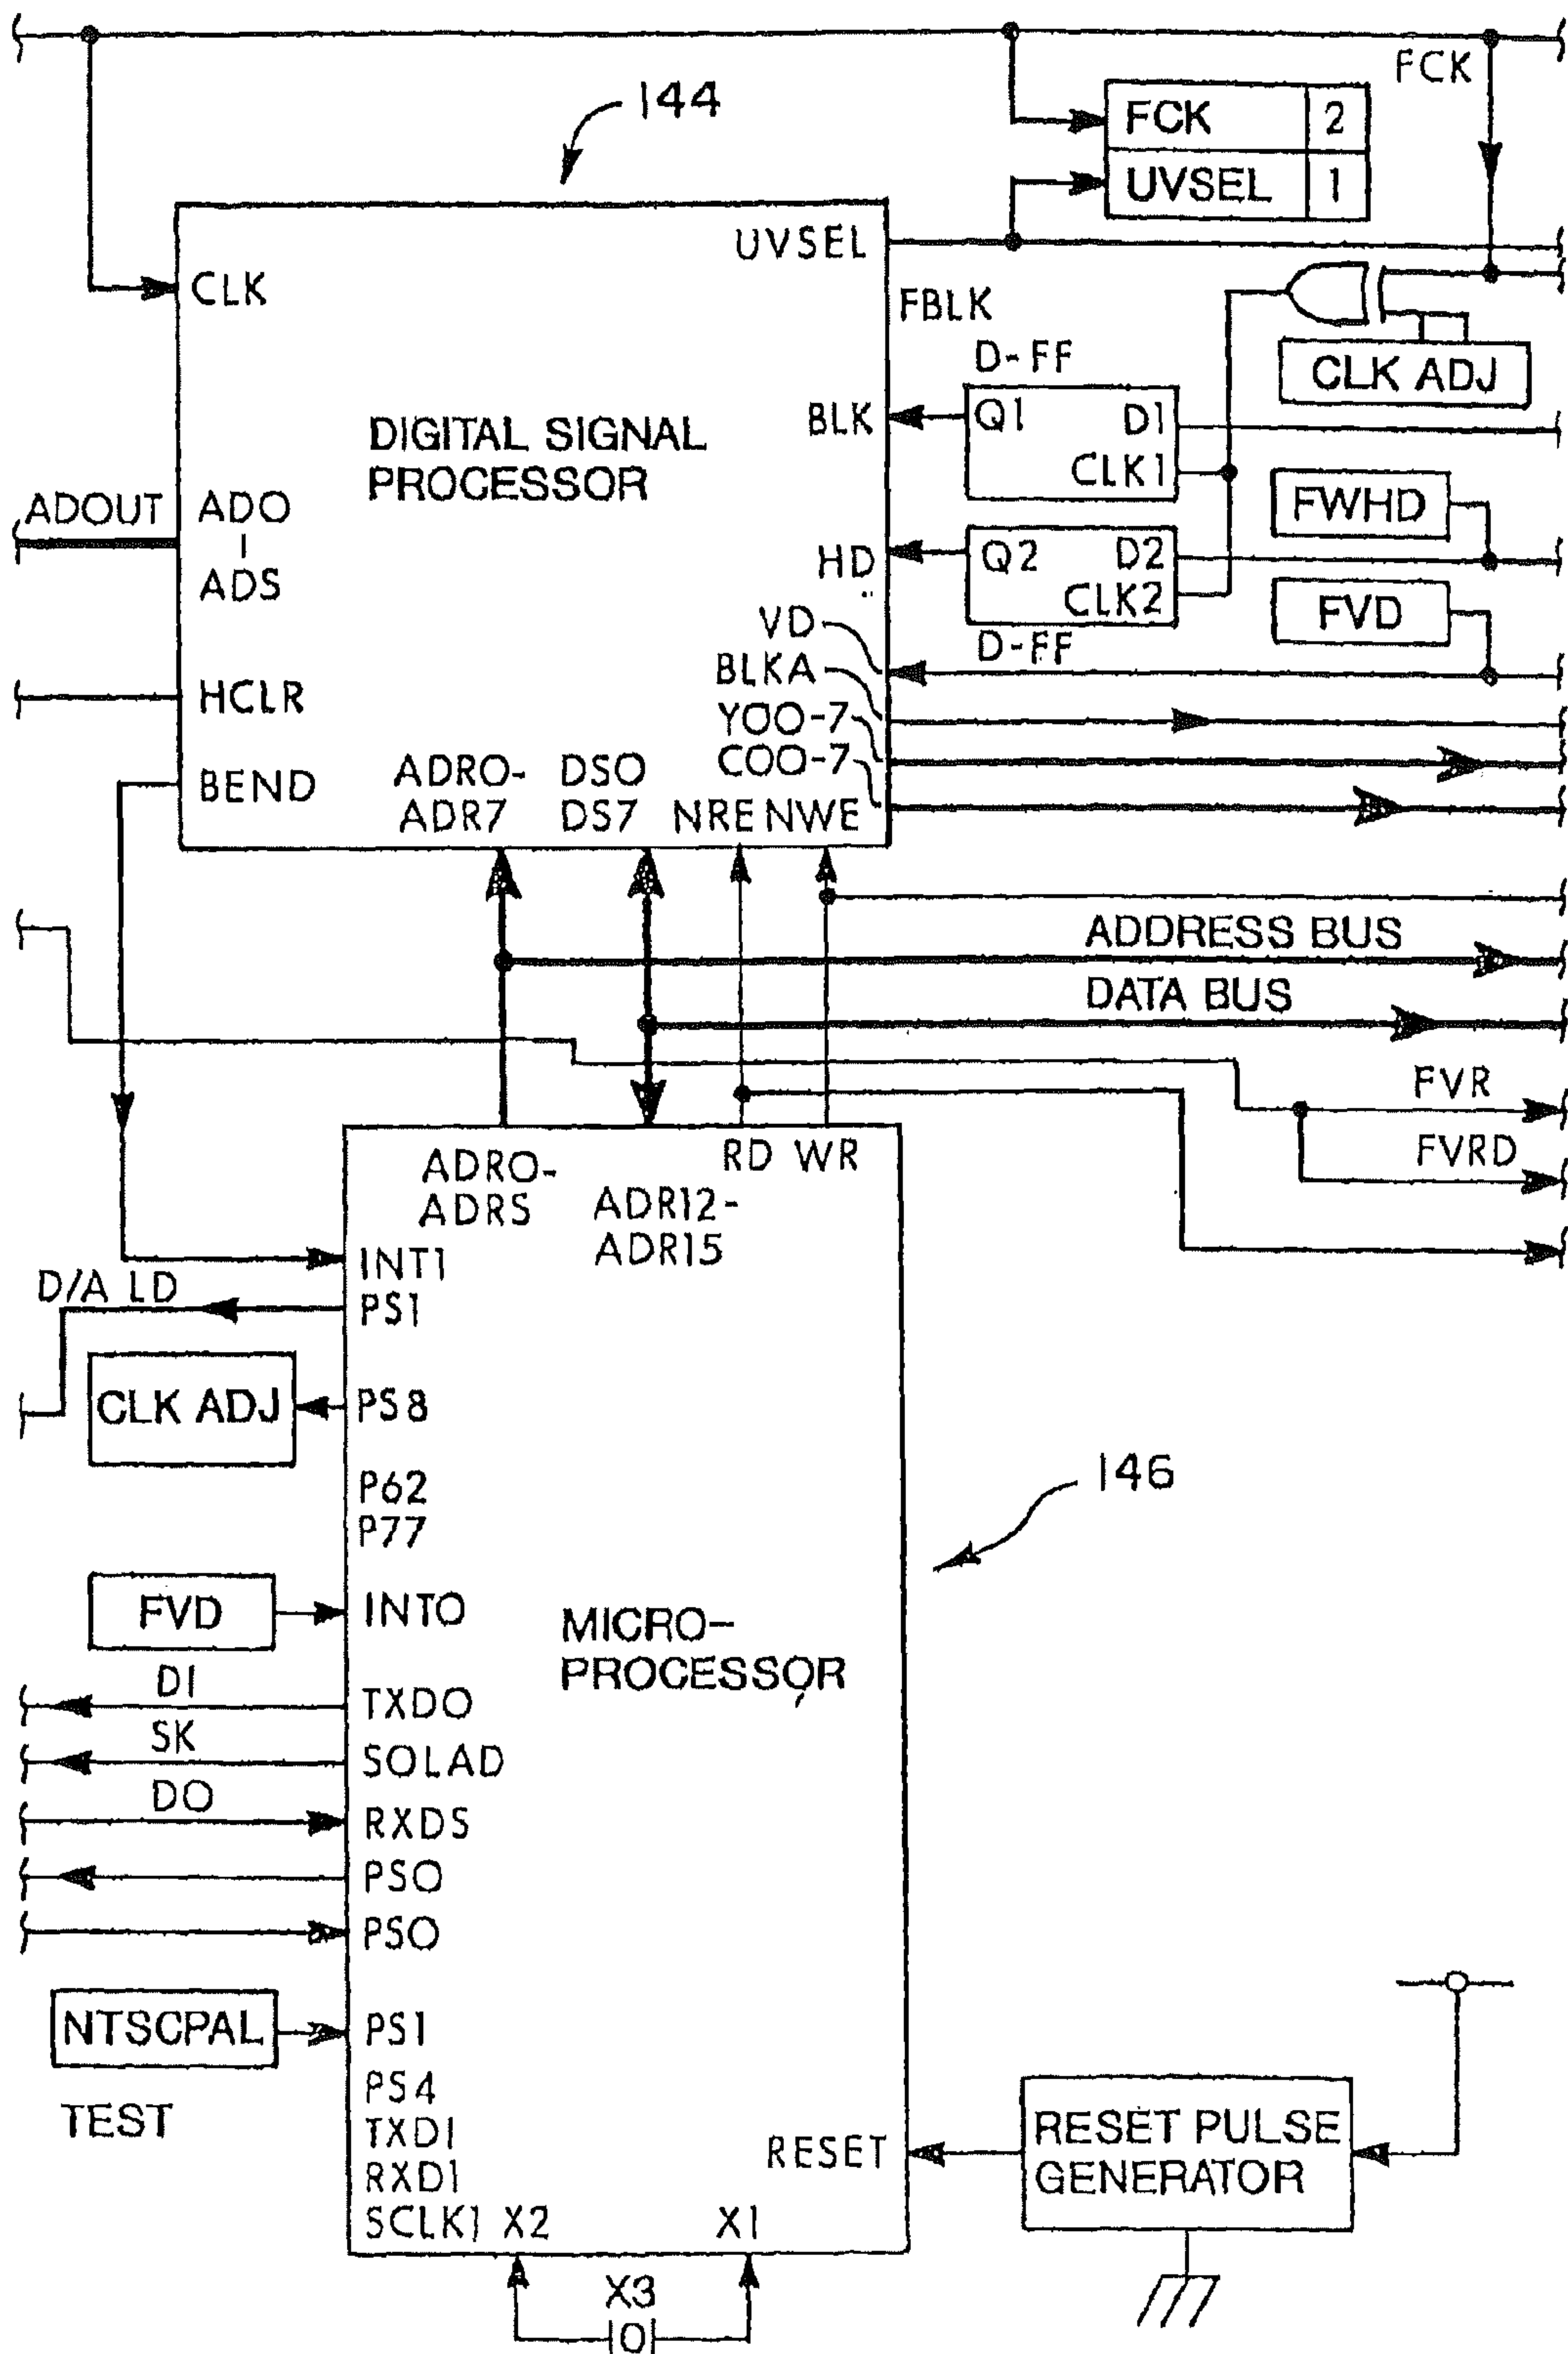 FCK
144
FCK 2
UVSEL 1
UVSEL
CLK
FBLK
D-FF
CLK ADJ
BLK
Q1 D1
CLK1
DIGITAL SIGNAL
PROCESSOR
ADOUT
ADO
ADS
FWHD
HD
Q2 D2
CLK2
D-FF
FVD
VD
BLKA
YOO-7
COO-7
HCLR
BEND
ADRO-
ADR7
DSO
DS7
NRE NWE
ADDRESS BUS
DATA BUS
FVR
FVRD
RD WR
ADRO-
ADRS
ADR12-
ADR15
INT1
D/A LD
PS1
CLK ADJ
PS8
146
P62
P77
FVD
INTO
MICRO-
PROCESSOR
DI
TXDO
SK
SOLAD
DO
RXDS
PSO
PSO
NTSCPAL
PS1
TEST
PS4
TXD1
RXD1
SCLK1 X2 X1
RESET
RESET PULSE
GENERATOR
X3